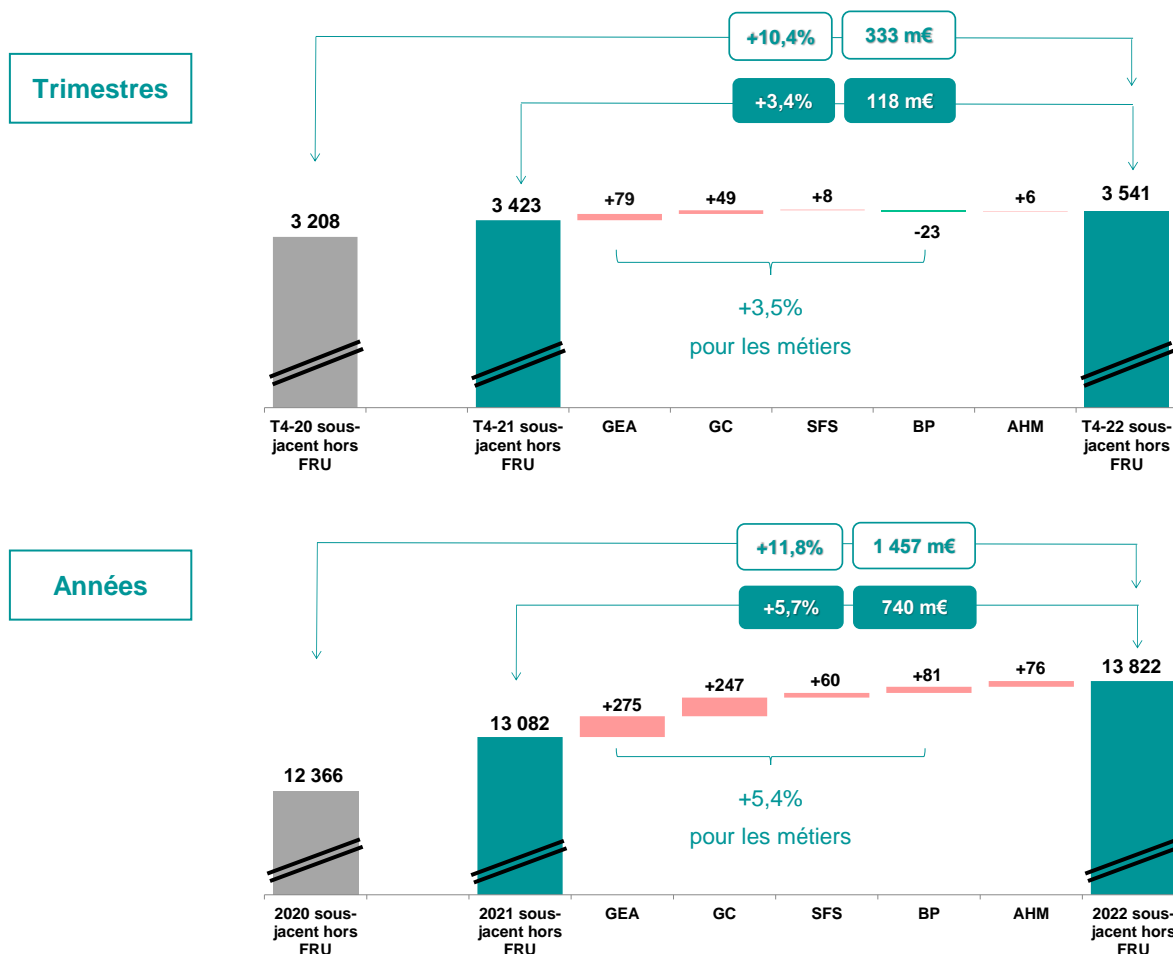 Trimestres
+10,4%
333 m€
+3,4%
118 m€
3 208
3 423
+79
+49
+8
-23
+6
3 541
+3,5%
pour les métiers
T4-20 sous-
jacent hors
FRU
T4-21 sous-
jacent hors
FRU
GEA
GC
SFS
BP
AHM
T4-22 sous-
jacent hors
FRU
Années
+11,8%
1 457 m€
+5,7%
740 m€
12 366
13 082
+275
+247
+60
+81
+76
13 822
+5,4%
pour les métiers
2020 sous-
jacent hors
FRU
2021 sous-
jacent hors
FRU
GEA
GC
SFS
BP
AHM
2022 sous-
jacent hors
FRU